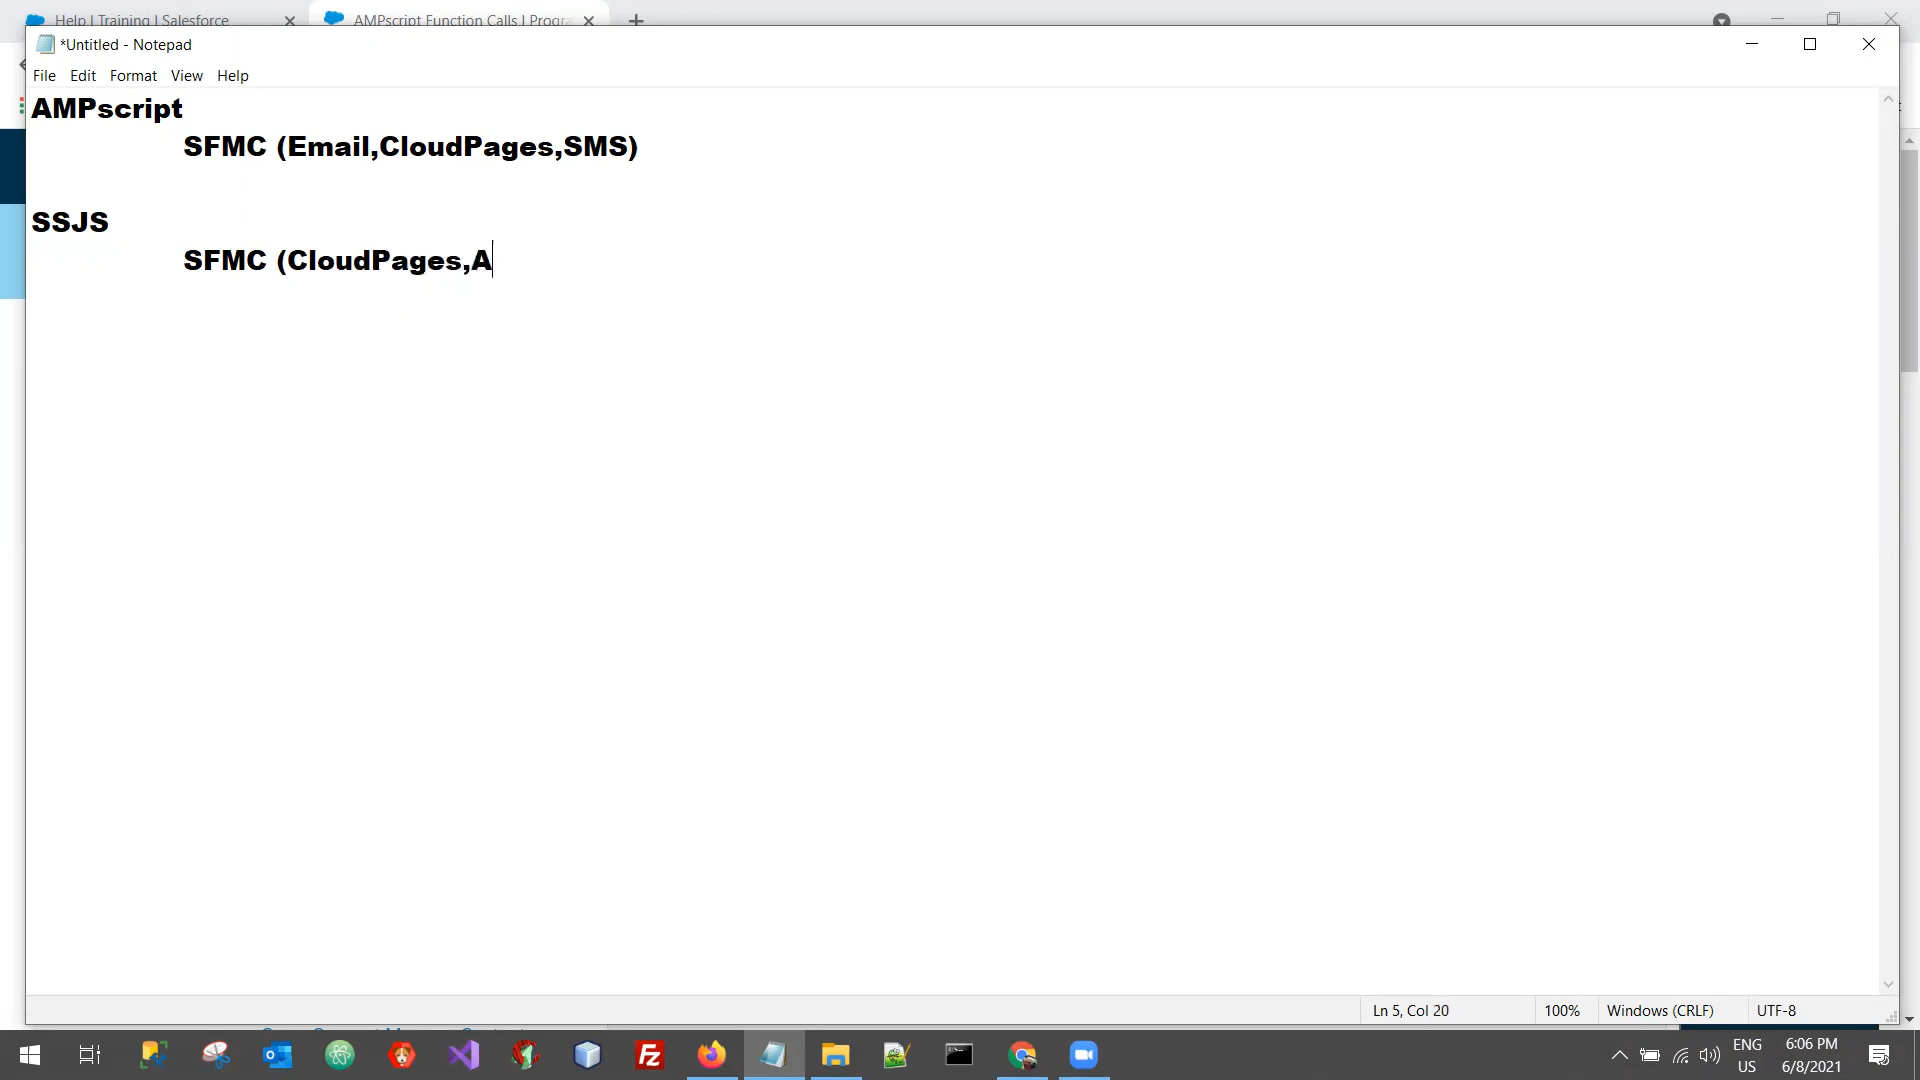 Help | Training | Salesforce
AMPscript Function Calls | Progra
*Untitled - Notepad
File Edit Format View Help
AMPscript
SFMC (Email,CloudPages,SMS)
SSJS
SFMC (CloudPages,A
Ln 5, Col 20
100%
Windows (CRLF)
UTF-8
ENG
US
6:06 PM
6/8/2021